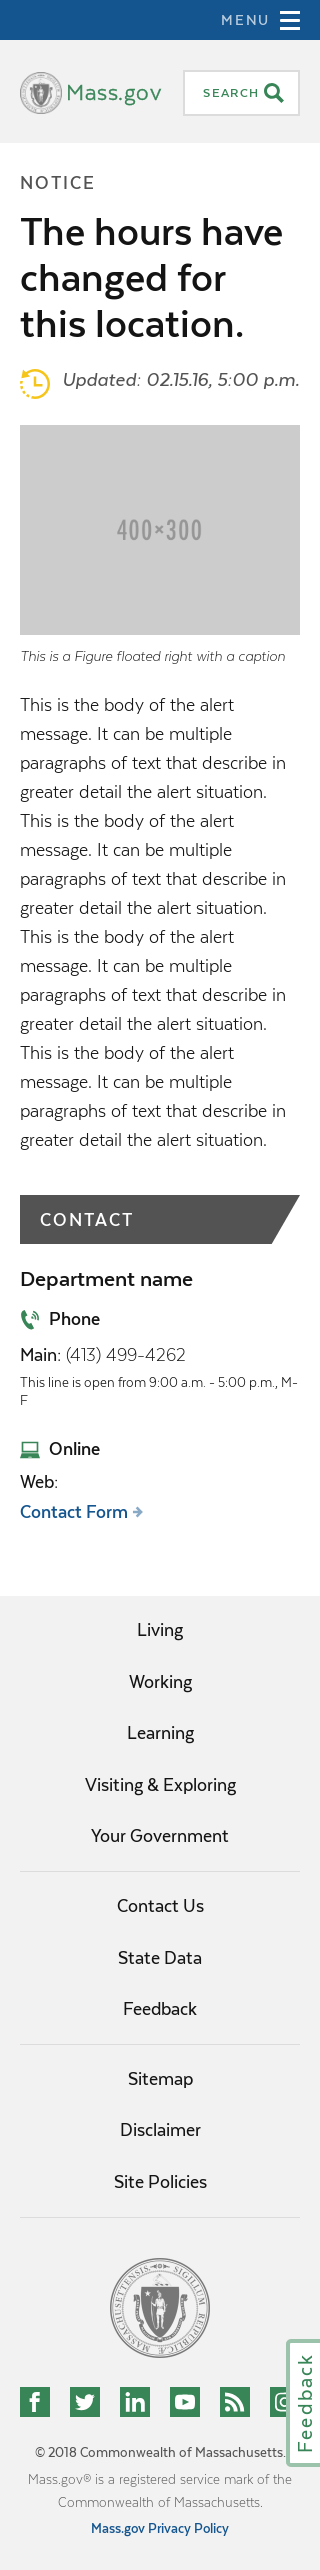 MENU
Mass.gov
SEARCH
NOTICE
The hours have
changed for
this location.
Updated: 02.15.16, 5:00 p.m.
400×300
This is a Figure floated right with a caption
This is the body of the alert
message. It can be multiple
paragraphs of text that describe in
greater detail the alert situation.
This is the body of the alert
message. It can be multiple
paragraphs of text that describe in
greater detail the alert situation.
This is the body of the alert
message. It can be multiple
paragraphs of text that describe in
greater detail the alert situation.
This is the body of the alert
message. It can be multiple
paragraphs of text that describe in
greater detail the alert situation.
CONTACT
Department name
Phone
Main: (413) 499-4262
This line is open from 9:00 a.m. - 5:00 p.m., M-
F
Online
Web:
Contact Form
Living
Working
Learning
Visiting & Exploring
Your Government
Contact Us
State Data
Feedback
Sitemap
Disclaimer
Site Policies
Feedback
© 2018 Commonwealth of Massachusetts.
Mass.gov® is a registered service mark of the
Commonwealth of Massachusetts.
Mass.gov Privacy Policy